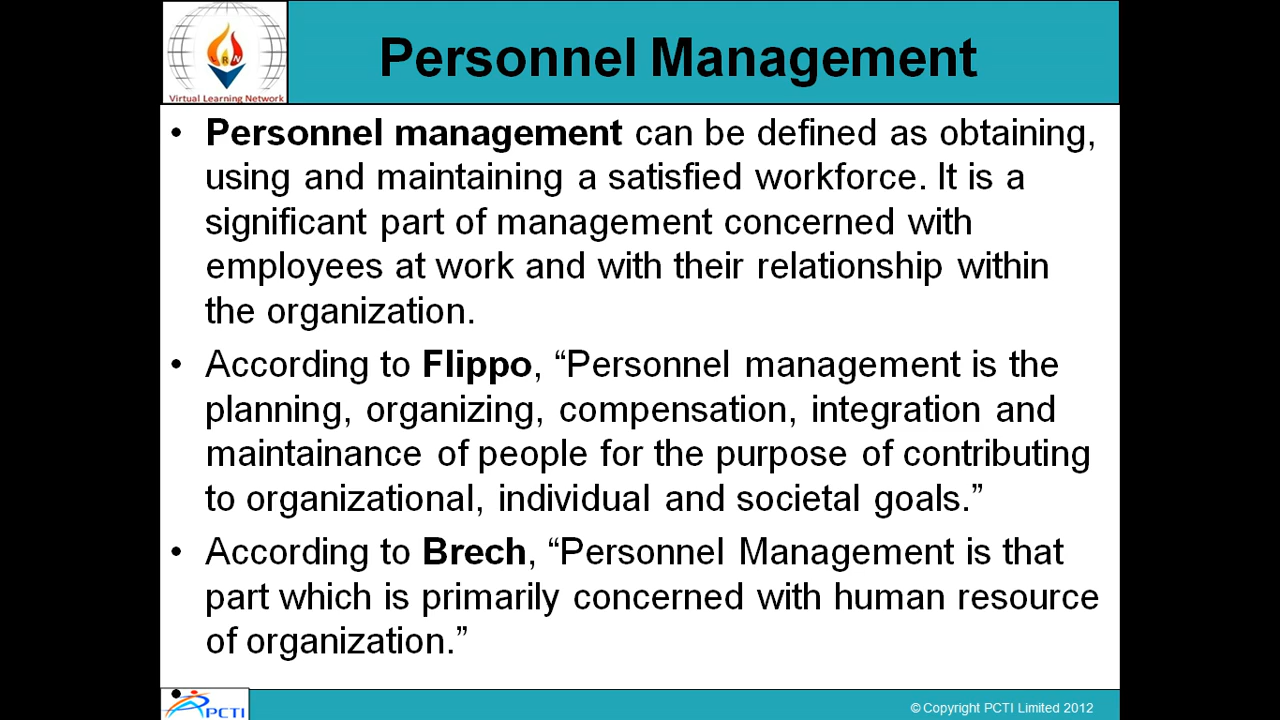 Personnel Management
Virtual Learning Network
• Personnel management can be defined as obtaining,
using and maintaining a satisfied workforce. It is a
significant part of management concerned with
employees at work and with their relationship within
the organization.
• According to Flippo, “Personnel management is the
planning, organizing, compensation, integration and
maintainance of people for the purpose of contributing
to organizational, individual and societal goals.”
• According to Brech, “Personnel Management is that
part which is primarily concerned with human resource
of organization.”
PCTI
© Copyright PCTI Limited 2012